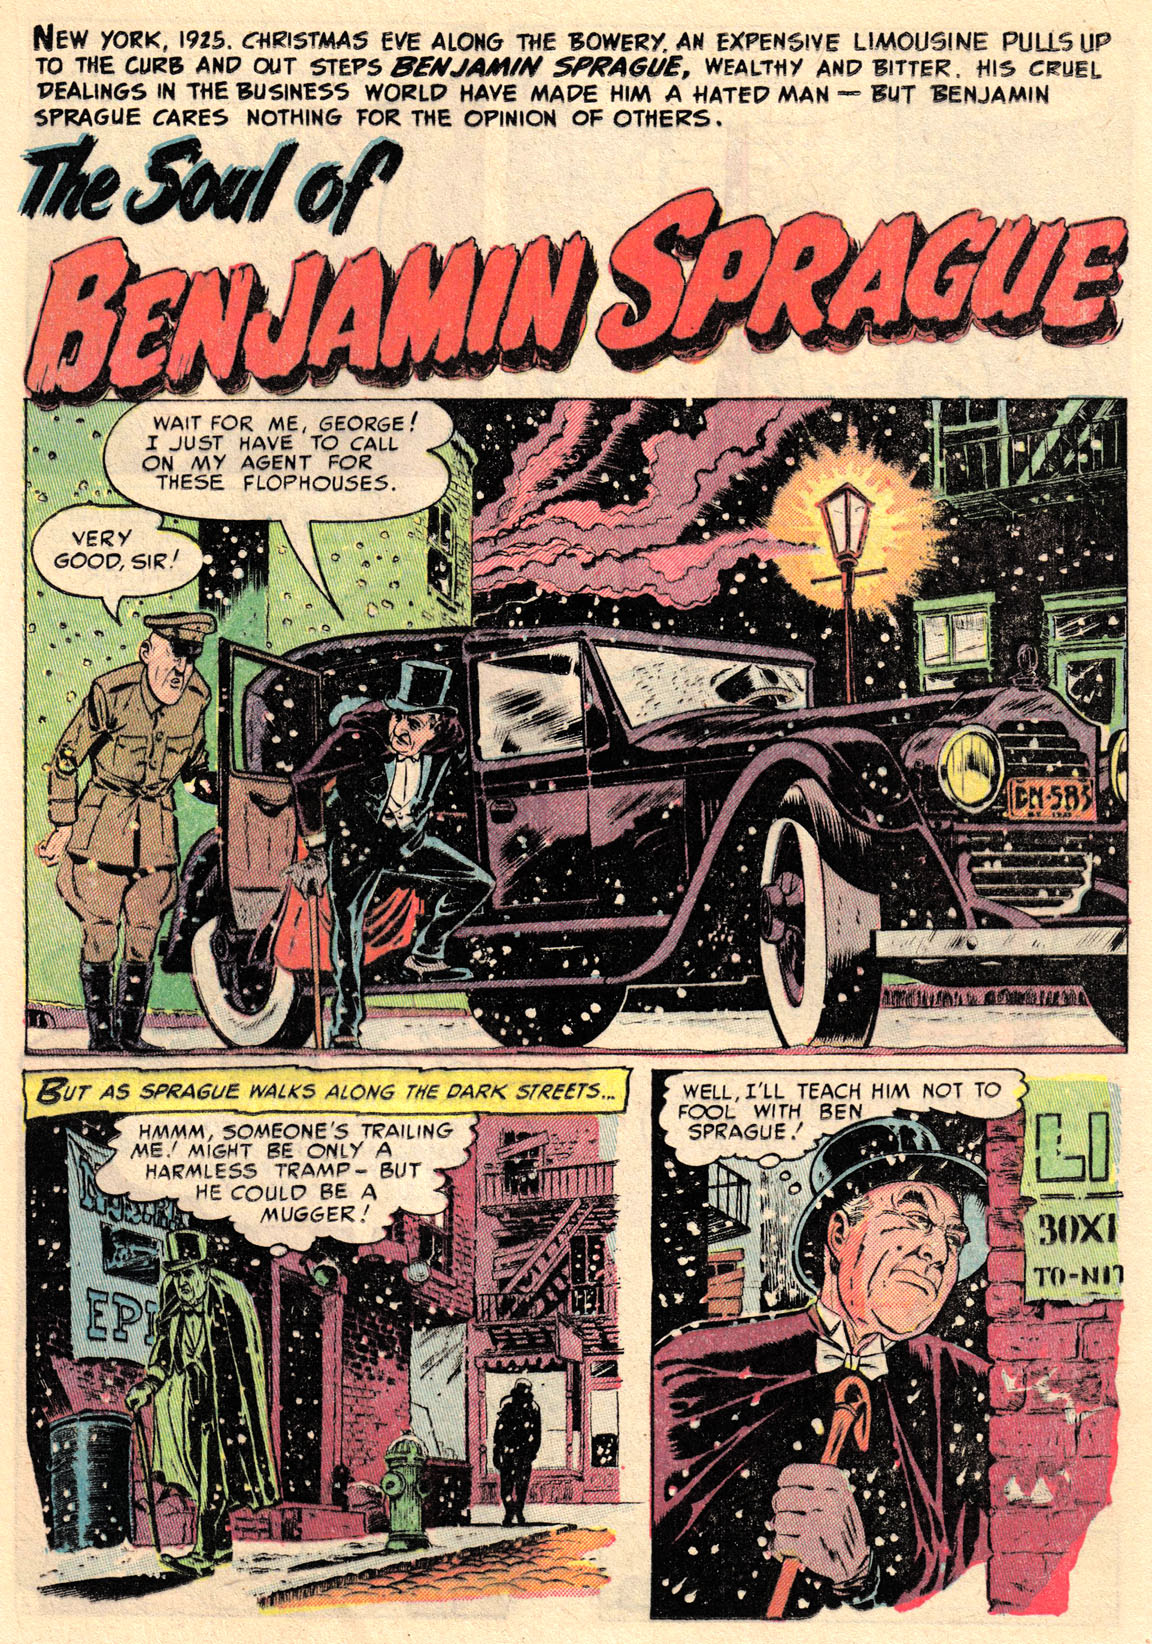 NEW YORK, 1925. CHRISTMAS EVE ALONG THE BOWERY. AN EXPENSIVE LIMOUSINE PULLS UP
TO THE CURB AND OUT STEPS BENJAMIN SPRAGUE, WEALTHY AND BITTER. HIS CRUEL
DEALINGS IN THE BUSINESS WORLD HAVE MADE HIM A HATED MAN — BUT BENJAMIN
SPRAGUE CARES NOTHING FOR THE OPINION OF OTHERS.
The Soul of
BENJAMIN SPRAGUE
WAIT FOR ME, GEORGE!
I JUST HAVE TO CALL
ON MY AGENT FOR
THESE FLOPHOUSES.
VERY
GOOD, SIR!
BUT AS SPRAGUE WALKS ALONG THE DARK STREETS...
HMMM, SOMEONE'S TRAILING
ME! MIGHT BE ONLY A
HARMLESS TRAMP - BUT
HE COULD BE A
MUGGER!
EPI
WELL, I'LL TEACH HIM NOT TO
FOOL WITH BEN
SPRAGUE!
LI
BOXI
TO-NIT